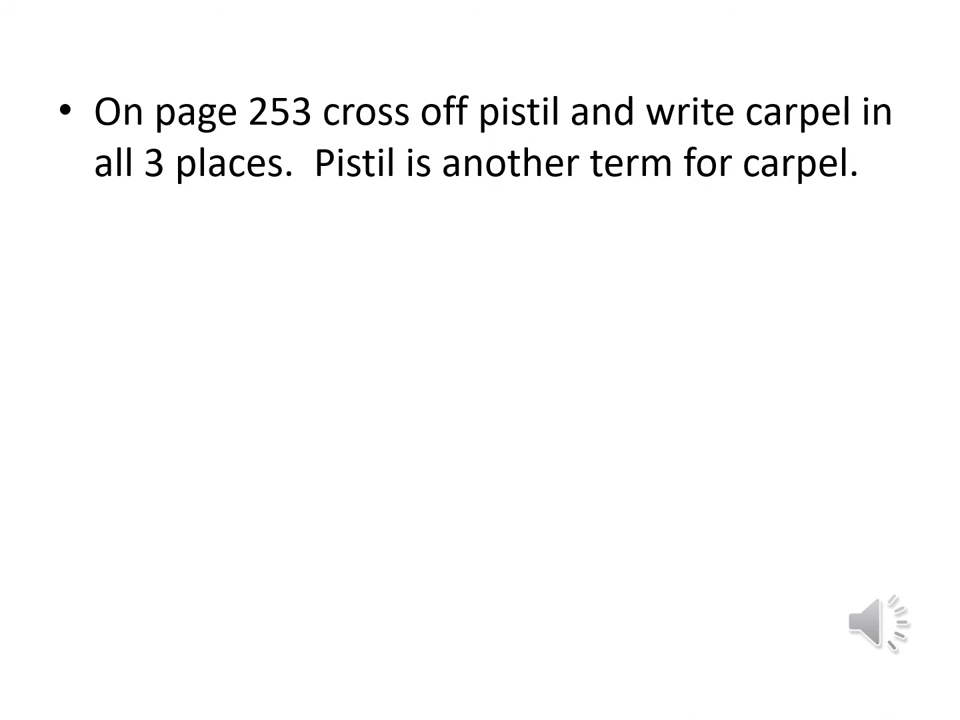 • On page 253 cross off pistil and write carpel in
all 3 places.  Pistil is another term for carpel.